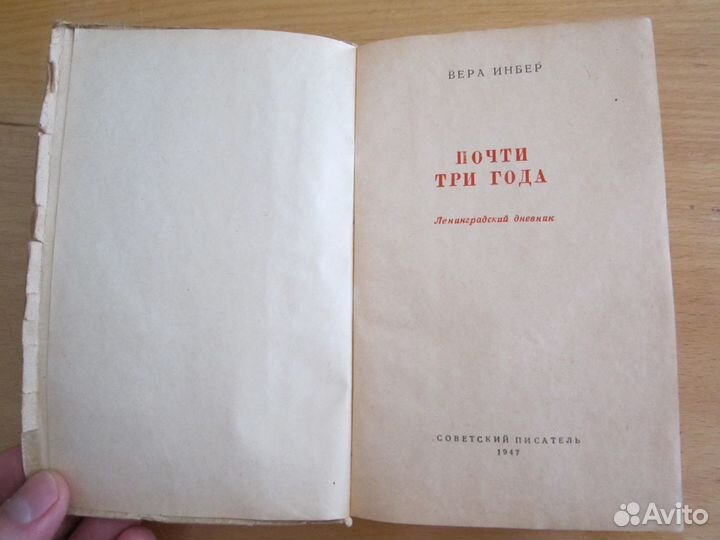 ВЕРА ИНБЕР
ПОЧТИ
ТРИ ГОДА
Ленинградский дневник
СОВЕТСКИЙ ПИСАТЕЛЬ
1947
Avito